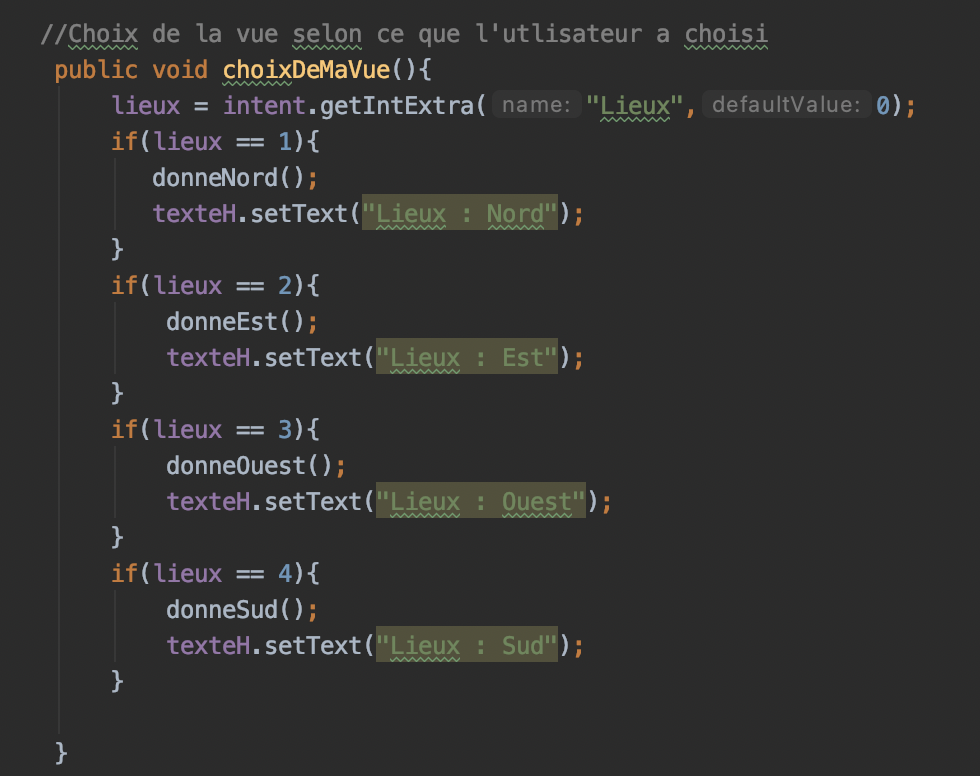 //Choix de la vue selon ce que l'utlisateur a choisi
public void choixDeMaVue(){
lieux = intent.getIntExtra( name: "Lieux", defaultValue: 0);
if(lieux == 1){
donneNord();
texteH.setText("Lieux : Nord");
}
if(lieux == 2){
donneEst();
texteH.setText("Lieux : Est");
}
if(lieux == 3){
donneOuest();
texteH.setText("Lieux : Ouest");
}
if(lieux == 4){
donneSud();
texteH.setText("Lieux : Sud");
}
}